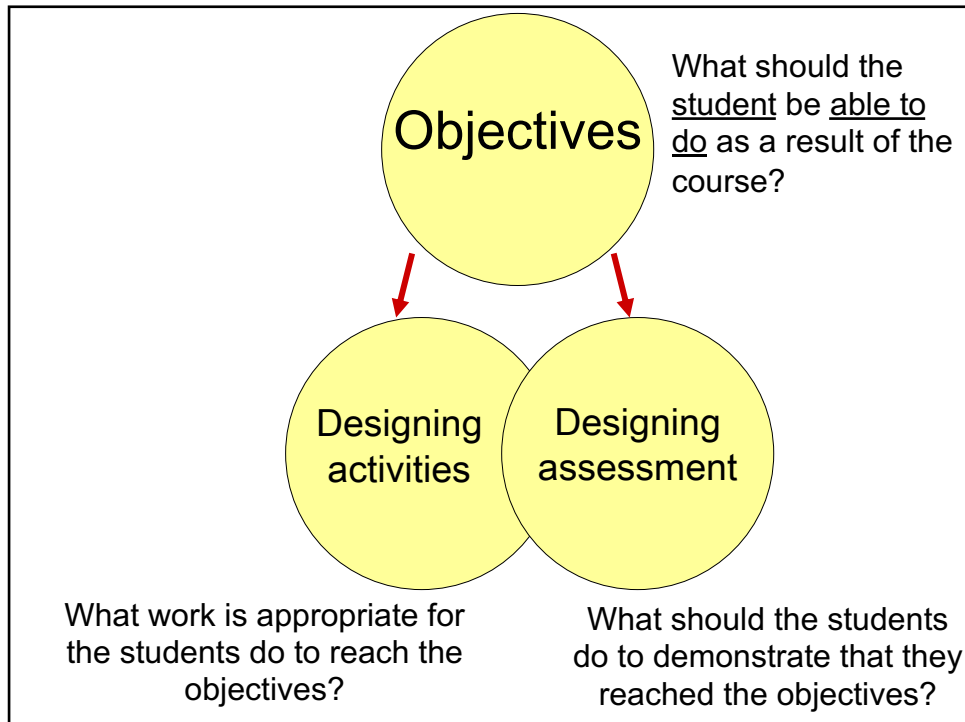 Objectives
What should the
student be able to
do as a result of the
course?
Designing
activities
Designing
assessment
What work is appropriate for
the students do to reach the
objectives?
What should the students
do to demonstrate that they
reached the objectives?